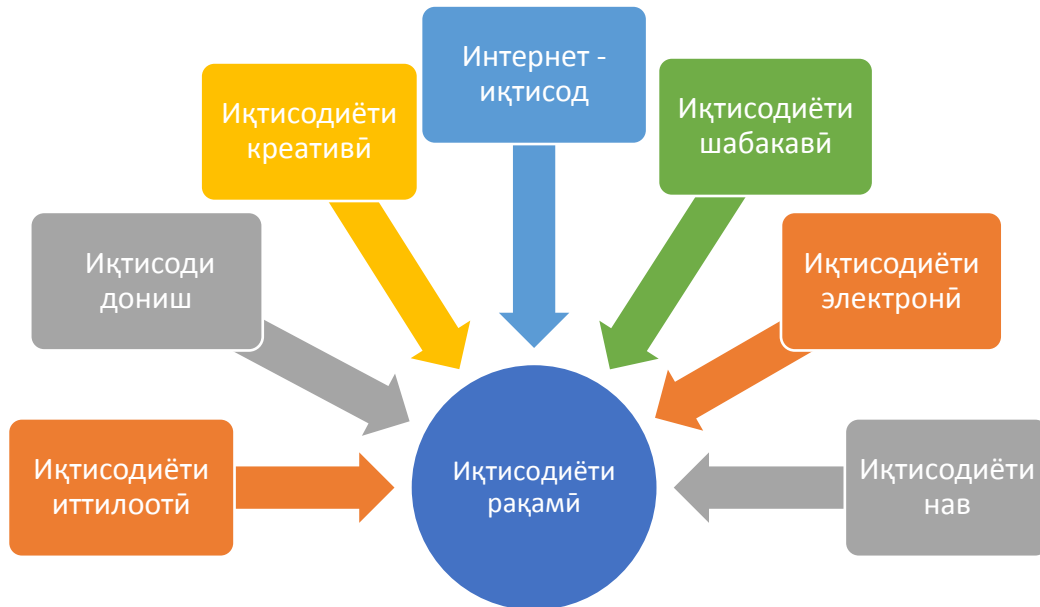 Интернет -
иқтисод
Иқтисодиёти
креативӣ
Иқтисодиёти
шабакавӣ
Иқтисоди
дониш
Иқтисодиёти
электронӣ
Иқтисодиёти
иттилоотӣ
Иқтисодиёти
рақамӣ
Иқтисодиёти
нав